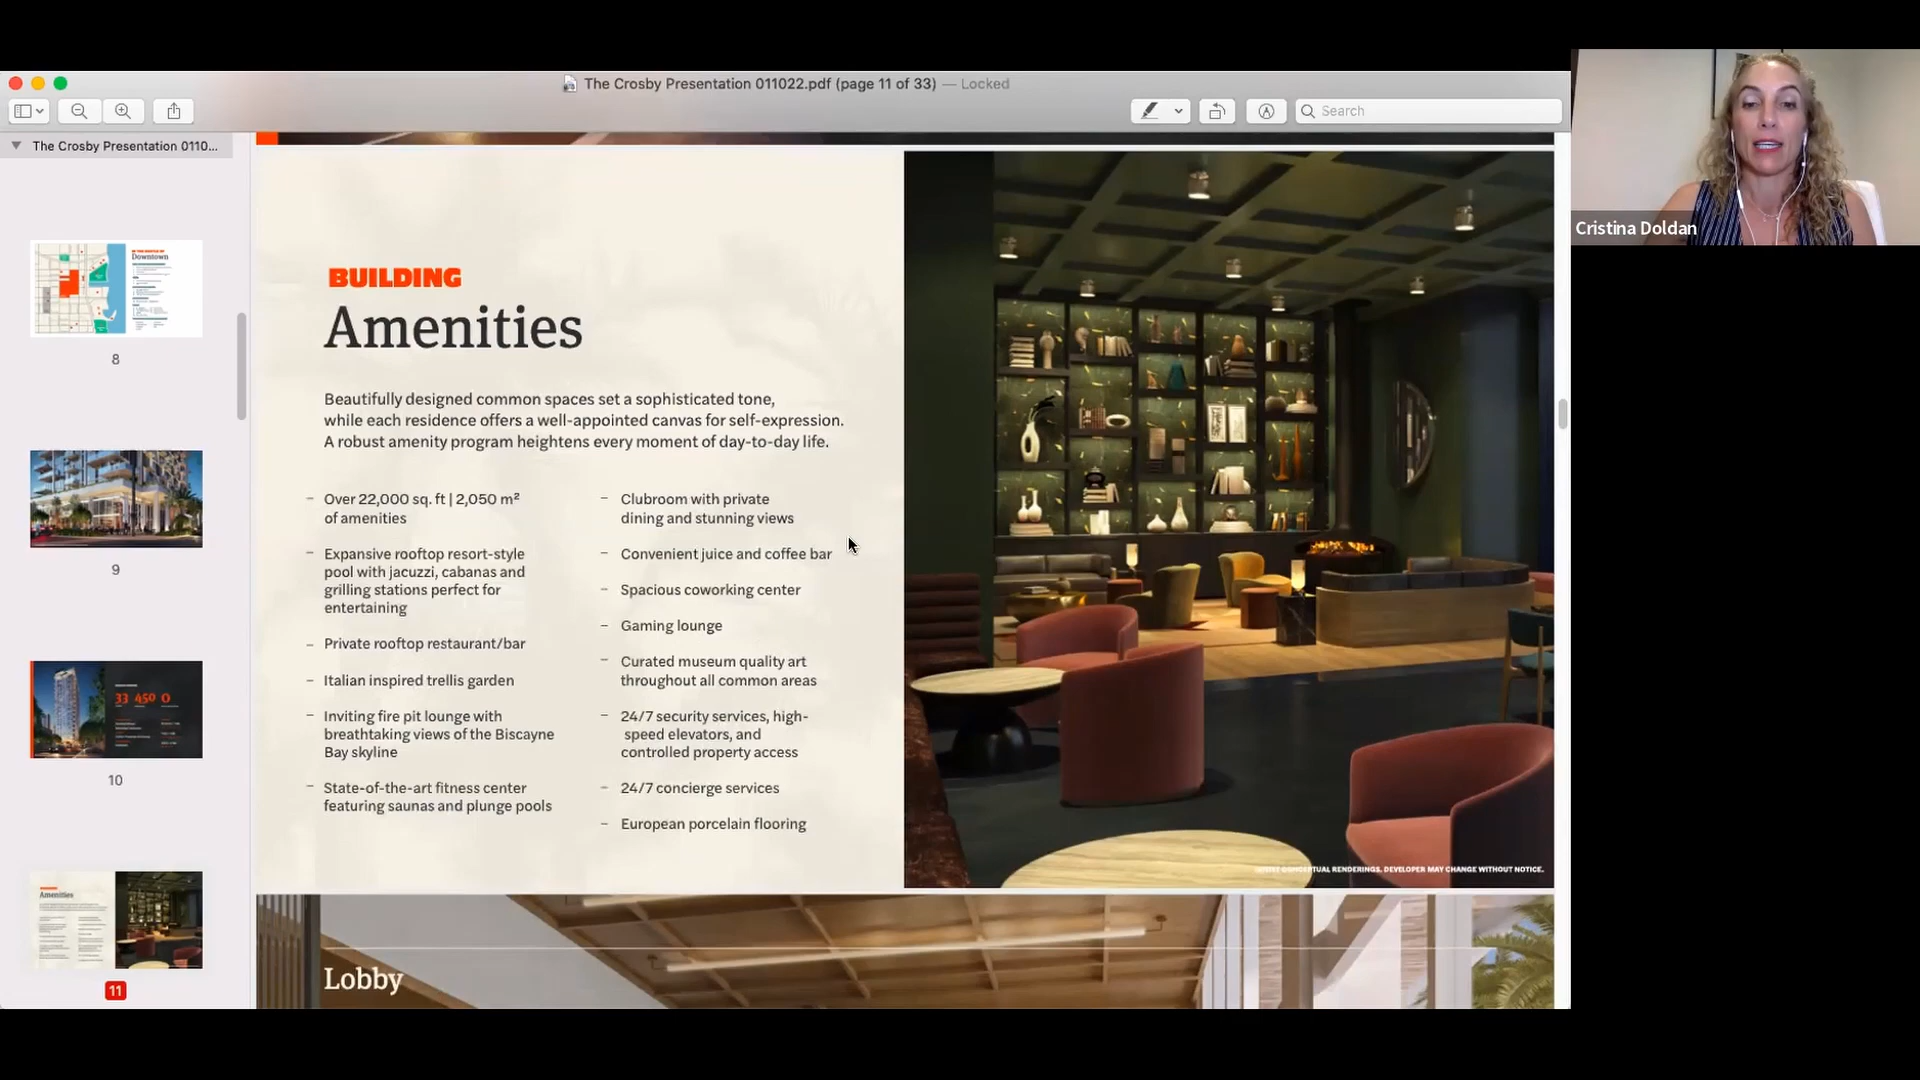 The Crosby Presentation 011022.pdf (page 11 of 33) — Locked
Search
The Crosby Presentation 0110...
Downtown
8
9
33 450 0
10
Amenities
11
BUILDING
Amenities
Beautifully designed common spaces set a sophisticated tone,
while each residence offers a well-appointed canvas for self-expression.
A robust amenity program heightens every moment of day-to-day life.
– Over 22,000 sq. ft | 2,050 m²
of amenities
– Expansive rooftop resort-style
pool with jacuzzi, cabanas and
grilling stations perfect for
entertaining
– Private rooftop restaurant/bar
– Italian inspired trellis garden
– Inviting fire pit lounge with
breathtaking views of the Biscayne
Bay skyline
– State-of-the-art fitness center
featuring saunas and plunge pools
– Clubroom with private
dining and stunning views
– Convenient juice and coffee bar
– Spacious coworking center
– Gaming lounge
– Curated museum quality art
throughout all common areas
– 24/7 security services, high-
speed elevators, and
controlled property access
– 24/7 concierge services
– European porcelain flooring
RENDERINGS. DEVELOPER MAY CHANGE WITHOUT NOTICE.
Lobby
Cristina Doldan